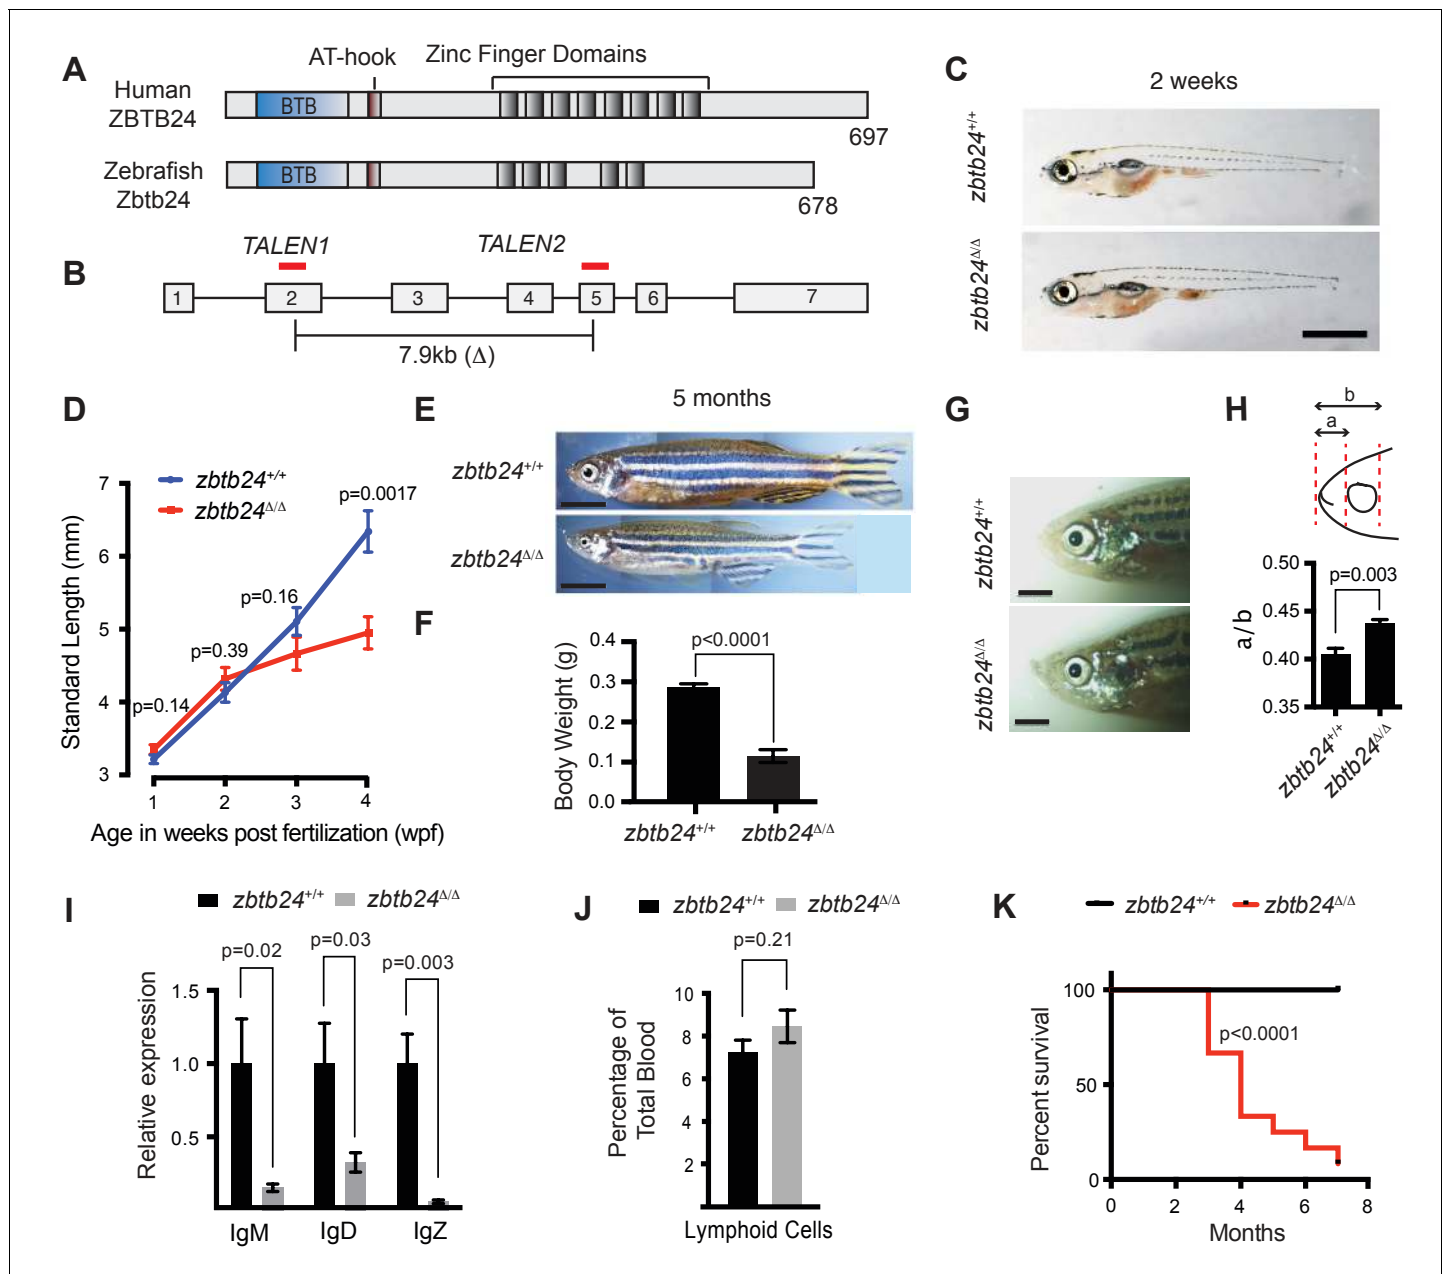 A
AT-hook
Zinc Finger Domains
Human
ZBTB24
BTB
697
Zebrafish
Zbtb24
BTB
678
B
TALEN1
TALEN2
1
2
3
4
5
6
7
7.9kb (Δ)
C
2 weeks
zbtb24+/+
zbtb24Δ/Δ
D
zbtb24+/+
zbtb24Δ/Δ
Standard Length (mm)
7
6
5
4
3
p=0.0017
p=0.16
p=0.39
p=0.14
1
2
3
4
Age in weeks post fertilization (wpf)
E
5 months
zbtb24+/+
zbtb24Δ/Δ
F
Body Weight (g)
0.4
0.3
0.2
0.1
0.0
p<0.0001
zbtb24+/+
zbtb24Δ/Δ
G
zbtb24+/+
zbtb24Δ/Δ
H
b
a
a/b
0.50
0.45
0.40
0.35
p=0.003
zbtb24+/+
zbtb24Δ/Δ
I
zbtb24+/+
zbtb24Δ/Δ
Relative expression
1.5
1.0
0.5
p=0.02
p=0.03
p=0.003
IgM
IgD
IgZ
J
zbtb24+/+
zbtb24Δ/Δ
p=0.21
Percentage of
Total Blood
10
8
6
4
2
Lymphoid Cells
K
zbtb24+/+
zbtb24Δ/Δ
Percent survival
100
50
0
p<0.0001
0
2
4
6
8
Months